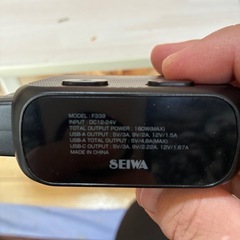 MODEL : F339
INPUT : DC12-24V
TOTAL OUTPUT POWER : 160W(MAX)
USB-A OUTPUT : 5V/3A, 9V/2A, 12V/1.5A
TOTAL USB-A OUTPUT : 5V/4.8A(MAX)
USB-C OUTPUT : 5V/3A, 9V/2.22A, 12V/1.67A
MADE IN CHINA
SEIWA